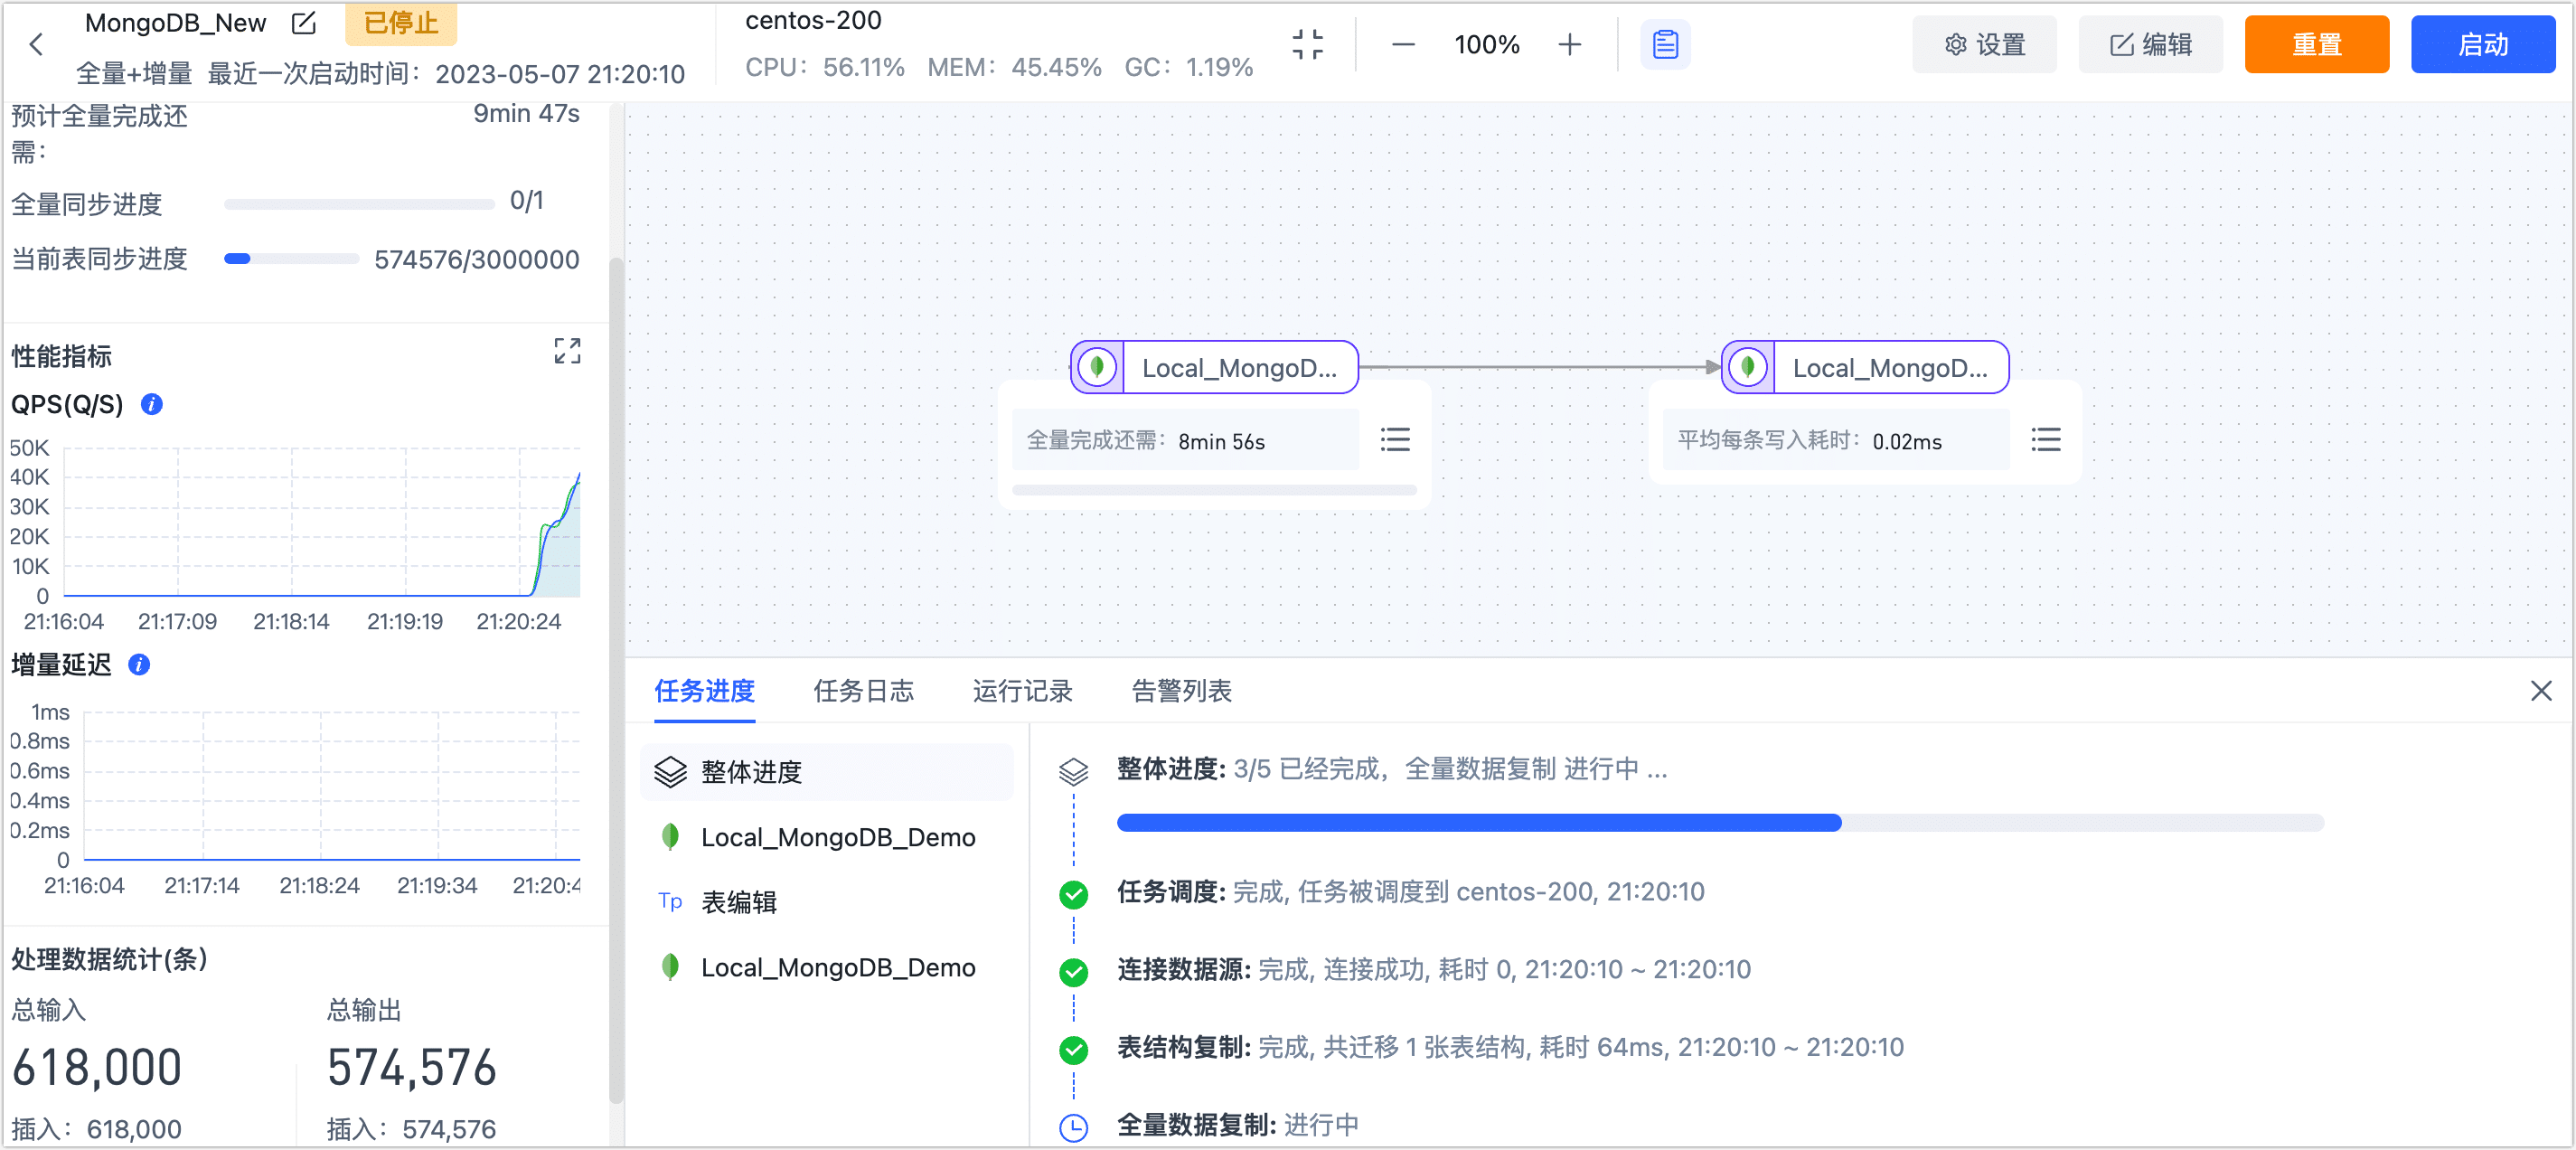 MongoDB_New 已停止
全量+增量 最近一次启动时间： 2023-05-07 21:20:10
centos-200
CPU： 56.11% MEM： 45.45% GC： 1.19%
100%
设置
编辑
重置
启动
预计全量完成还需： 9min 47s
全量同步进度 0/1
当前表同步进度 574576/3000000
性能指标
QPS(Q/S)
50K
40K
30K
20K
10K
0
21:16:04 21:17:09 21:18:14 21:19:19 21:20:24
增量延迟
1ms
0.8ms
0.6ms
0.4ms
0.2ms
0
21:16:04 21:17:14 21:18:24 21:19:34 21:20:4
处理数据统计(条)
总输入 总输出
618,000 574,576
插入： 618,000 插入： 574,576
Local_MongoD...
全量完成还需： 8min 56s
Local_MongoD...
平均每条写入耗时： 0.02ms
任务进度 任务日志 运行记录 告警列表
整体进度
Local_MongoDB_Demo
Tp 表编辑
Local_MongoDB_Demo
整体进度: 3/5 已经完成，全量数据复制 进行中 ...
任务调度: 完成, 任务被调度到 centos-200, 21:20:10
连接数据源: 完成, 连接成功, 耗时 0, 21:20:10 ~ 21:20:10
表结构复制: 完成, 共迁移 1 张表结构, 耗时 64ms, 21:20:10 ~ 21:20:10
全量数据复制: 进行中